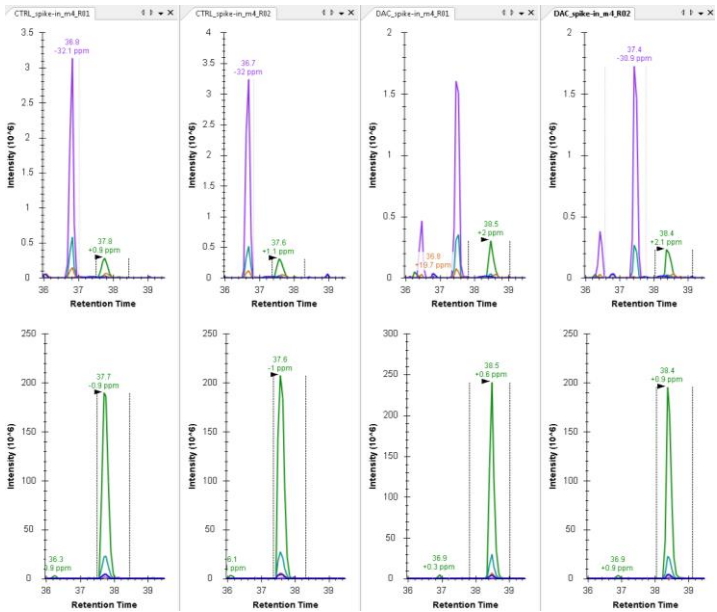 CTRL_spike-in_m4_R01
CTRL_spike-in_m4_R02
DAC_spike-in_m4_R01
DAC_spike-in_m4_R02
Intensity (10^6)
3.5
3
2.5
2
1.5
1
0.5
0
36.8
-32.1 ppm
37.8
+0.9 ppm
36 37 38 39
Retention Time
Intensity (10^6)
4
3.5
3
2.5
2
1.5
1
0.5
0
36.7
-32 ppm
37.6
+1.1 ppm
36 37 38 39
Retention Time
Intensity (10^6)
2
1.5
1
0.5
0
36.8
38.5
+2 ppm
36 37 38 39
Retention Time
Intensity (10^6)
2
1.5
1
0.5
0
37.4
-38.9 ppm
38.4
+2.1 ppm
36 37 38 39
Retention Time
Intensity (10^6)
250
200
150
100
50
0
37.7
-0.9 ppm
36.3
36 37 38 39
Retention Time
Intensity (10^6)
250
200
150
100
50
0
37.6
-1 ppm
ppm
36 37 38 39
Retention Time
Intensity (10^6)
300
250
200
150
100
50
0
38.5
+0.6 ppm
36.9
+0.3 ppm
36 37 38 39
Retention Time
Intensity (10^6)
250
200
150
100
50
0
38.4
+0.9 ppm
36.9
+0.9 ppm
36 37 38 39
Retention Time